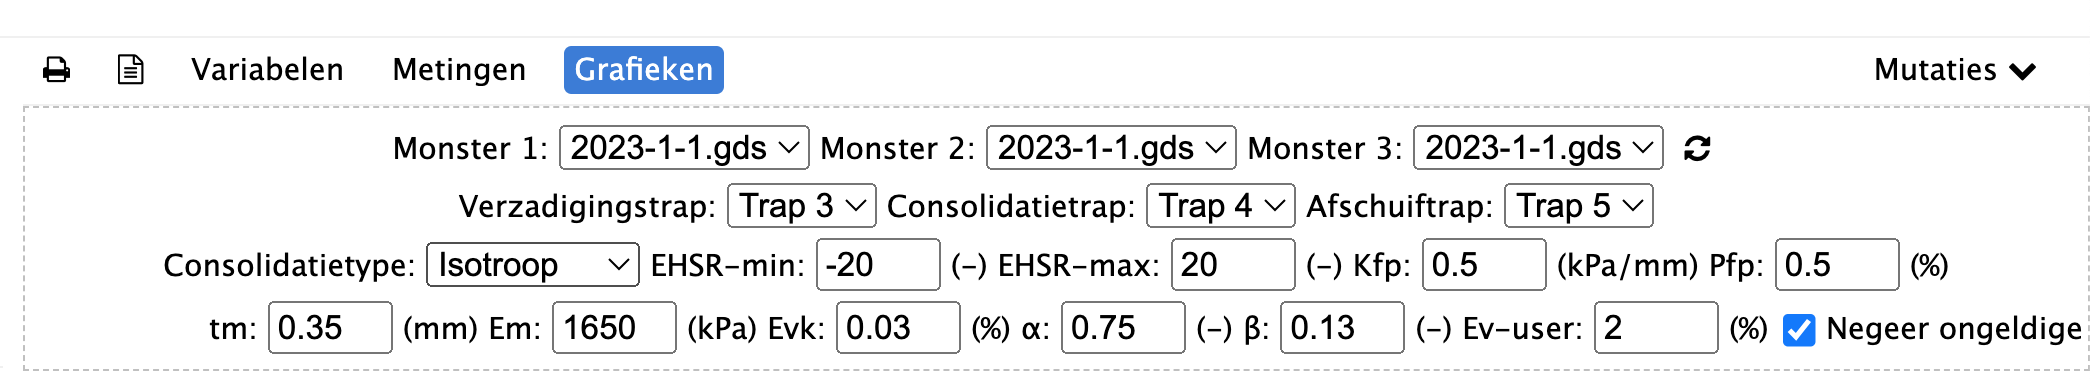 Variabelen Metingen Grafieken Mutaties
Monster 1: 2023-1-1.gds Monster 2: 2023-1-1.gds Monster 3: 2023-1-1.gds
Verzadigingstrap: Trap 3 Consolidatietrap: Trap 4 Afschuiftrap: Trap 5
Consolidatietype: Isotroop EHSR-min: -20 (-) EHSR-max: 20 (-) Kfp: 0.5 (kPa/mm) Pfp: 0.5 (%)
tm: 0.35 (mm) Em: 1650 (kPa) Evk: 0.03 (%) α: 0.75 (-) β: 0.13 (-) Ev-user: 2 (%) Negeer ongeldige